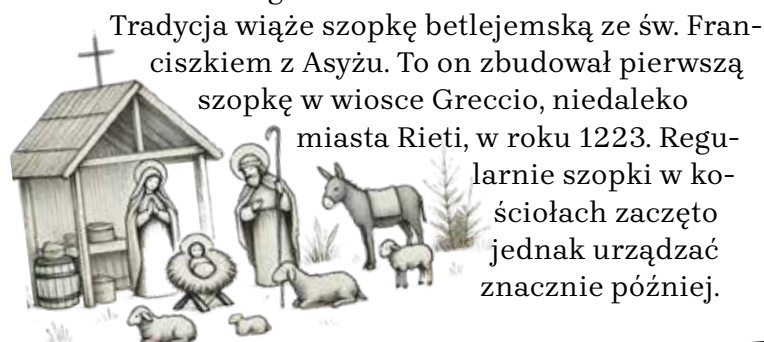 Tradycja wiąże szopkę betlejemską ze św. Fran-
ciszkiem z Asyżu. To on zbudował pierwszą
szopkę w wiosce Greccio, niedaleko
miasta Rieti, w roku 1223. Regu-
larnie szopki w ko-
ściołach zaczęto
jednak urządzać
znacznie później.